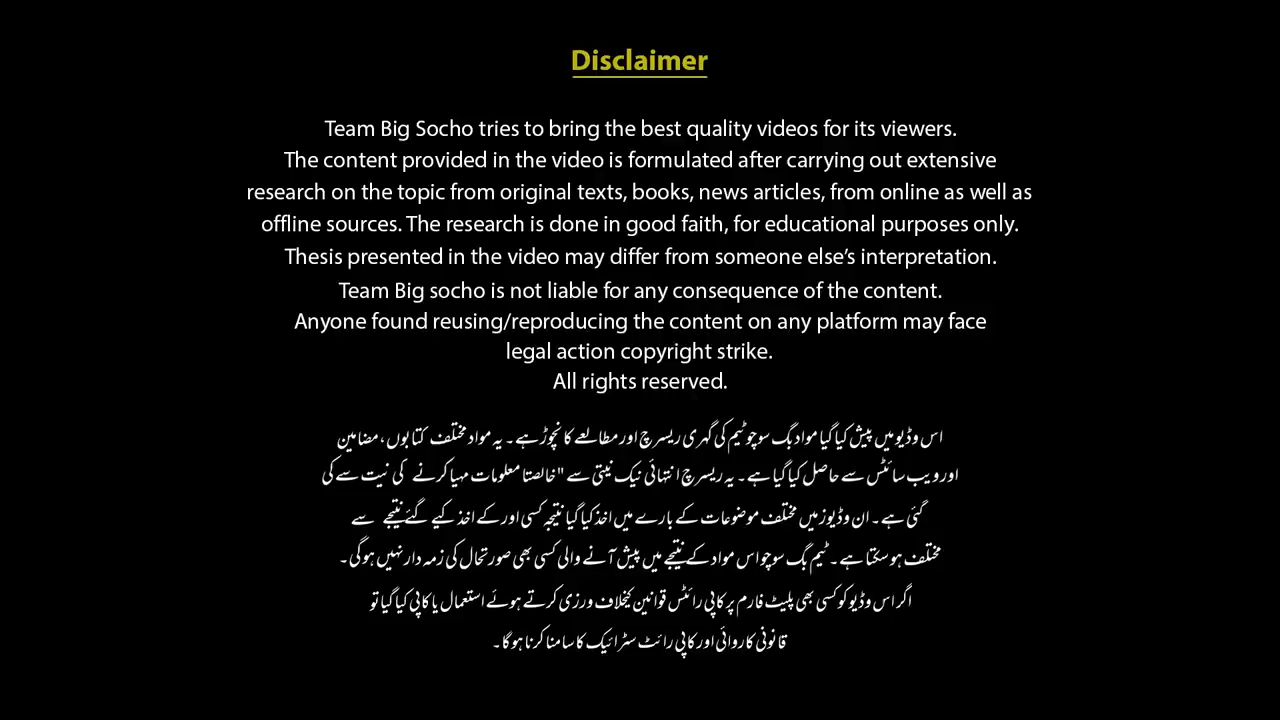 Disclaimer
Team Big Socho tries to bring the best quality videos for its viewers.
The content provided in the video is formulated after carrying out extensive
research on the topic from original texts, books, news articles, from online as well as
offline sources. The research is done in good faith, for educational purposes only.
Thesis presented in the video may differ from someone else's interpretation.
Team Big socho is not liable for any consequence of the content.
Anyone found reusing/reproducing the content on any platform may face
legal action copyright strike.
All rights reserved.
اس وڈیو میں پیش کیا گیا مواد بگ سوچو ٹیم کی گہری ریسرچ اور مطالعے کا نچوڑ ہے۔ یہ مواد مختلف کتابوں، مضامین
اور ویب سائٹس سے حاصل کیا گیا ہے۔ یہ ریسرچ انتہائی نیک نیتی سے "خالصتا معلومات مہیا کرنے کی نیت سے کی
گئی ہے۔ ان وڈیوز میں مختلف موضوعات کے بارے میں اخذ کیا گیا نتیجہ کسی اور کے اخذ کیے گئے نتیجے سے
مختلف ہو سکتا ہے۔ ٹیم بگ سوچو اس مواد کے نتیجے میں پیش آنے والی کسی بھی صورتحال کی زمہ دار نہیں ہوگی۔
اگر اس وڈیو کو کسی بھی پلیٹ فارم پر کاپی رائٹس قوانین کیخلاف ورزی کرتے ہوئے استعمال یا کاپی کیا گیا تو
قانونی کاروائی اور کاپی رائٹ سٹرائیک کا سامنا کرنا ہوگا۔